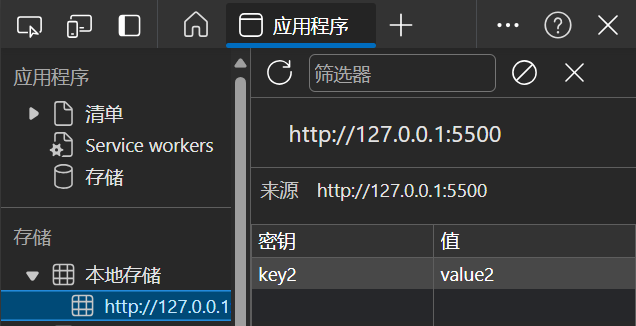 应用程序
应用程序
清单
Service workers
存储
存储
本地存储
http://127.0.0.1
筛选器
http://127.0.0.1:5500
来源 http://127.0.0.1:5500
密钥 值
key2 value2